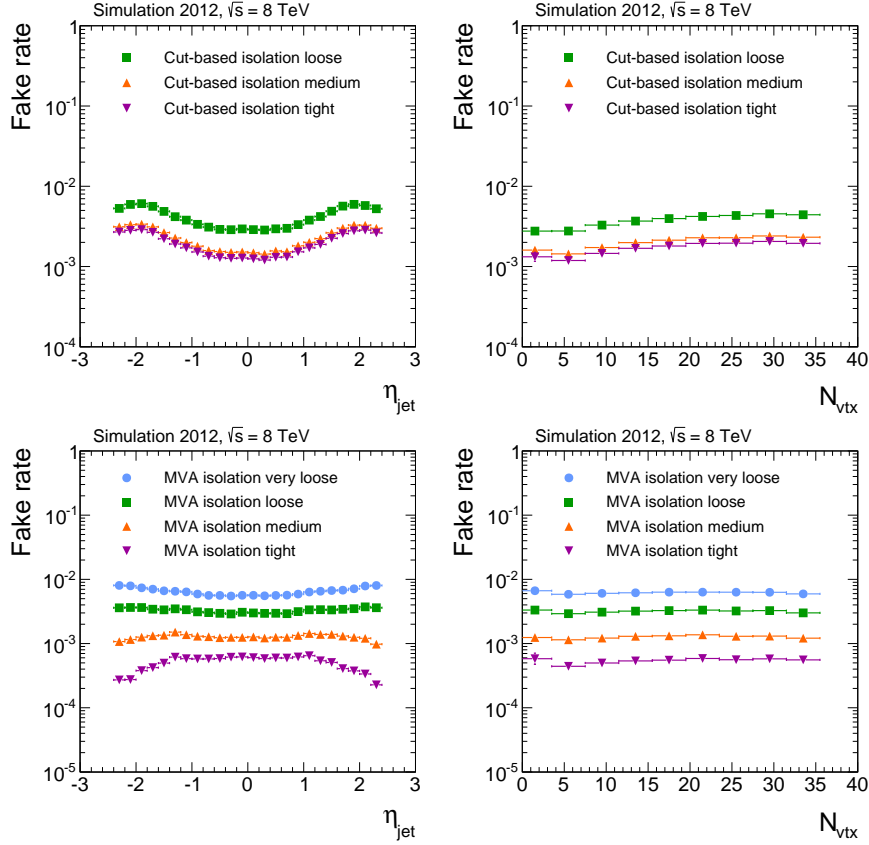 Simulation 2012, √s = 8 TeV
Fake rate
1
10⁻¹
10⁻²
10⁻³
10⁻⁴
Cut-based isolation loose
Cut-based isolation medium
Cut-based isolation tight
-3 -2 -1 0 1 2 3
η_jet
Simulation 2012, √s = 8 TeV
Fake rate
1
10⁻¹
10⁻²
10⁻³
10⁻⁴
Cut-based isolation loose
Cut-based isolation medium
Cut-based isolation tight
0 5 10 15 20 25 30 35 40
N_vtx
Simulation 2012, √s = 8 TeV
Fake rate
1
10⁻¹
10⁻²
10⁻³
10⁻⁴
10⁻⁵
MVA isolation very loose
MVA isolation loose
MVA isolation medium
MVA isolation tight
-3 -2 -1 0 1 2 3
η_jet
Simulation 2012, √s = 8 TeV
Fake rate
1
10⁻¹
10⁻²
10⁻³
10⁻⁴
10⁻⁵
MVA isolation very loose
MVA isolation loose
MVA isolation medium
MVA isolation tight
0 5 10 15 20 25 30 35 40
N_vtx